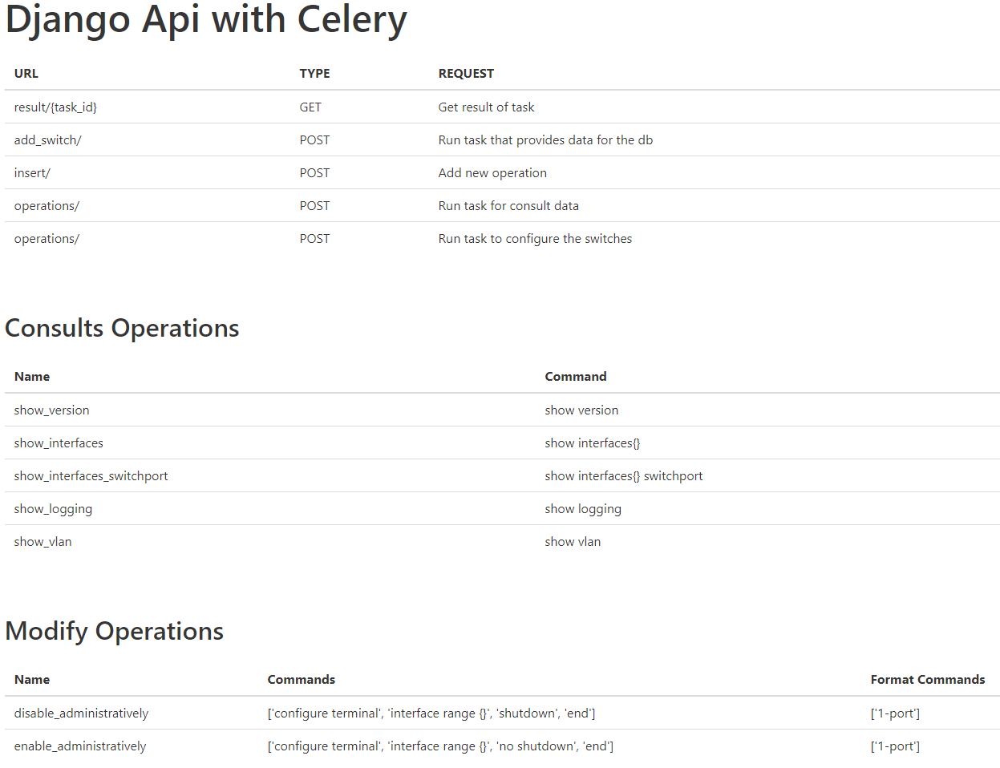 Django Api with Celery
URL TYPE REQUEST
result/{task_id} GET Get result of task
add_switch/ POST Run task that provides data for the db
insert/ POST Add new operation
operations/ POST Run task for consult data
operations/ POST Run task to configure the switches
Consults Operations
Name Command
show_version show version
show_interfaces show interfaces{}
show_interfaces_switchport show interfaces{} switchport
show_logging show logging
show_vlan show vlan
Modify Operations
Name Commands Format Commands
disable_administratively ['configure terminal', 'interface range {}', 'shutdown', 'end'] ['1-port']
enable_administratively ['configure terminal', 'interface range {}', 'no shutdown', 'end'] ['1-port']